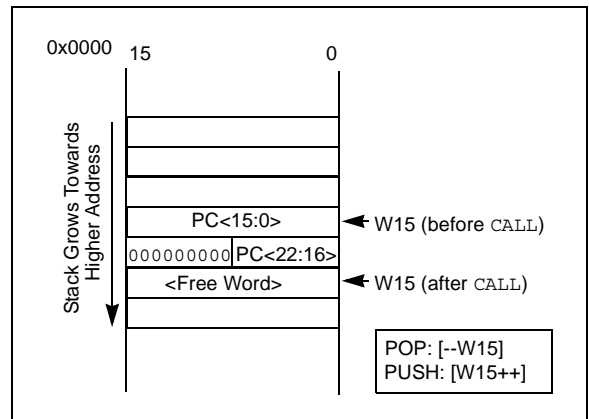 0x0000
15 0
Stack Grows Towards
Higher Address
PC<15:0>
W15 (before CALL)
000000000 PC<22:16>
<Free Word>
W15 (after CALL)
POP: [--W15]
PUSH: [W15++]